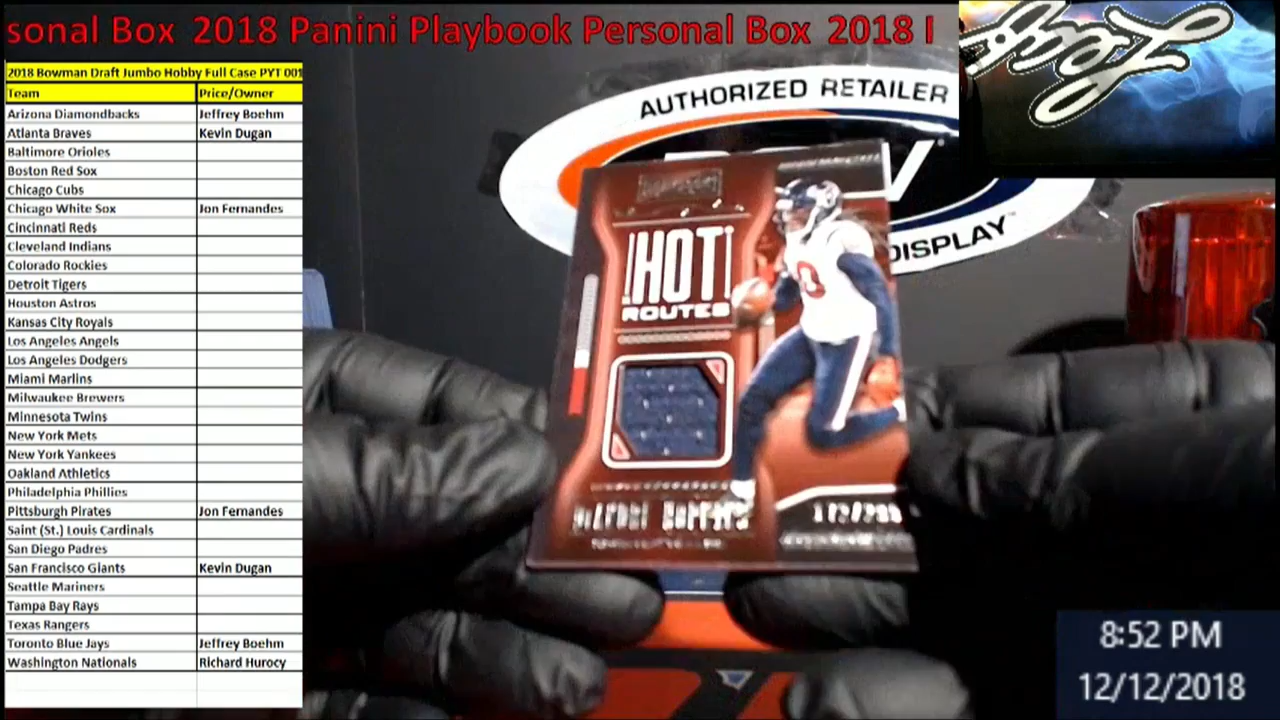 sonal Box 2018 Panini Playbook Personal Box 2018
2018 Bowman Draft Jumbo Hobby Full Case PYT 001
Team Price/Owner
Arizona Diamondbacks Jeffrey Boehm
Atlanta Braves Kevin Dugan
Baltimore Orioles
Boston Red Sox
Chicago Cubs
Chicago White Sox Jon Fernandes
Cincinnati Reds
Cleveland Indians
Colorado Rockies
Detroit Tigers
Houston Astros
Kansas City Royals
Los Angeles Angels
Los Angeles Dodgers
Miami Marlins
Milwaukee Brewers
Minnesota Twins
New York Mets
New York Yankees
Oakland Athletics
Philadelphia Phillies
Pittsburgh Pirates Jon Fernandes
Saint (St.) Louis Cardinals
San Diego Padres
San Francisco Giants Kevin Dugan
Seattle Mariners
Tampa Bay Rays
Texas Rangers
Toronto Blue Jays Jeffrey Boehm
Washington Nationals Richard Hurocy
AUTHORIZED RETAILER
DISPLAY
HOT
ROUTES
8:52 PM
12/12/2018